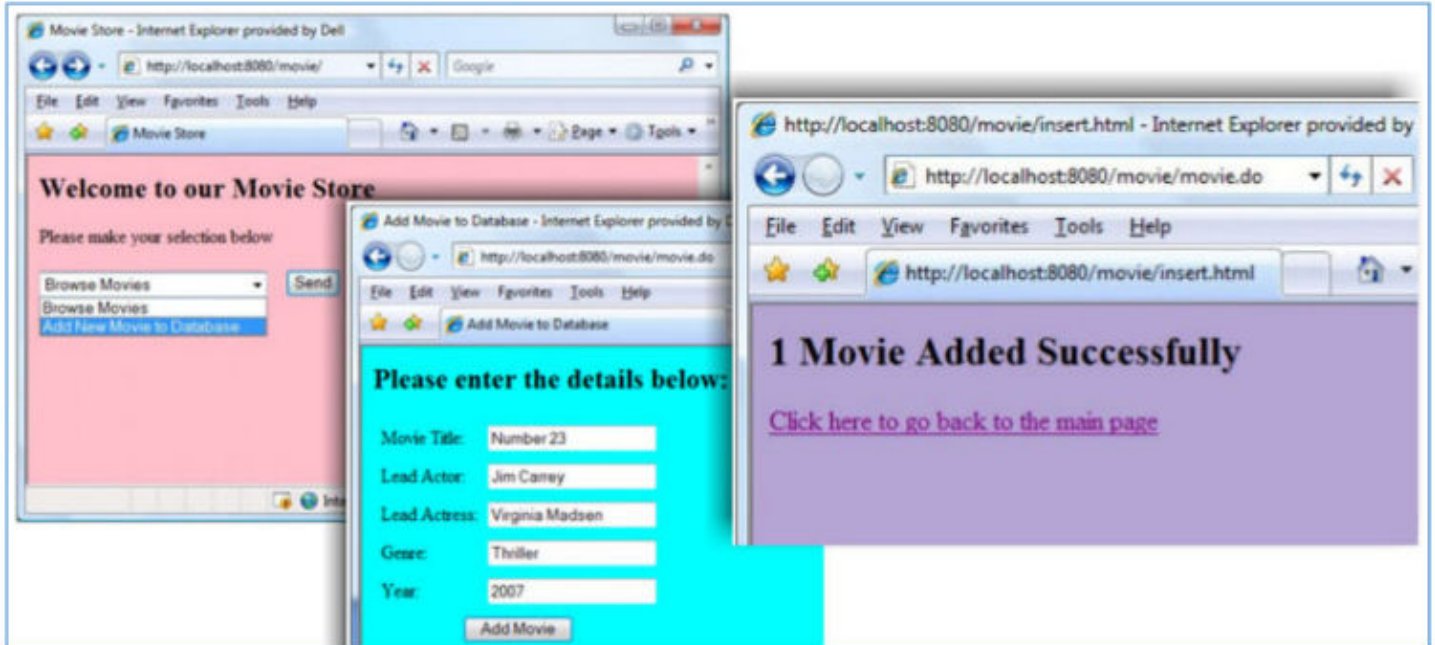 Movie Store - Internet Explorer provided by Dell
http://localhost:8080/movie/
Google
File Edit View Favorites Tools Help
Movie Store
Page Tools
Welcome to our Movie Store
Please make your selection below
Browse Movies
Send
Browse Movies
Add New Movie to Database
Add Movie to Database - Internet Explorer provided by
http://localhost:8080/movie/movie.do
File Edit View Favorites Tools Help
Add Movie to Database
Please enter the details below:
Movie Title: Number 23
Lead Actor: Jim Carrey
Lead Actress: Virginia Madsen
Genre: Thriller
Year: 2007
Add Movie
http://localhost:8080/movie/insert.html - Internet Explorer provided by
http://localhost:8080/movie/movie.do
File Edit View Favorites Tools Help
http://localhost:8080/movie/insert.html
1 Movie Added Successfully
Click here to go back to the main page